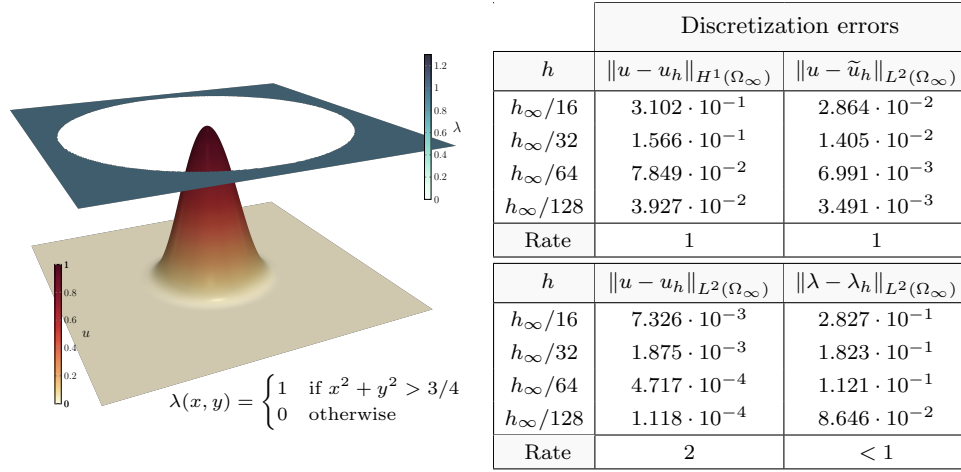 1.2
1
0.8
λ
0.6
0.4
0.2
0
1
0.8
0.6
0.4
u
0.2
0
λ(x, y) = { 1 if x² + y² > 3/4
0 otherwise
Discretization errors
h ‖u − u_h‖_{H¹(Ω_∞)} ‖u − ũ_h‖_{L²(Ω_∞)}
h_∞/16 3.102 · 10⁻¹ 2.864 · 10⁻²
h_∞/32 1.566 · 10⁻¹ 1.405 · 10⁻²
h_∞/64 7.849 · 10⁻² 6.991 · 10⁻³
h_∞/128 3.927 · 10⁻² 3.491 · 10⁻³
Rate 1 1
h ‖u − u_h‖_{L²(Ω_∞)} ‖λ − λ_h‖_{L²(Ω_∞)}
h_∞/16 7.326 · 10⁻³ 2.827 · 10⁻¹
h_∞/32 1.875 · 10⁻³ 1.823 · 10⁻¹
h_∞/64 4.717 · 10⁻⁴ 1.121 · 10⁻¹
h_∞/128 1.118 · 10⁻⁴ 8.646 · 10⁻²
Rate 2 < 1